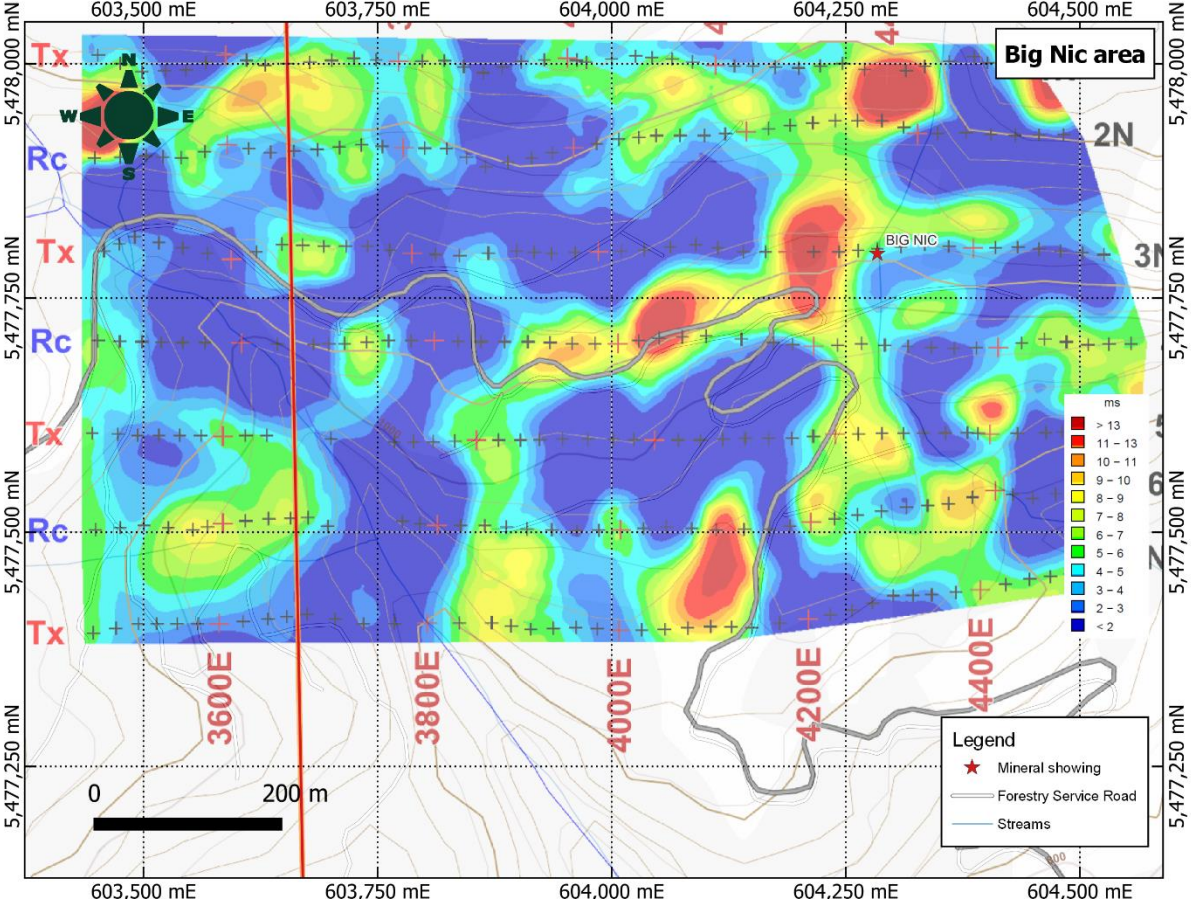 603,500 mE 603,750 mE 604,000 mE 604,250 mE 604,500 mE
5,478,000 mN
5,478,000 mN
5,477,750 mN
5,477,750 mN
5,477,500 mN
5,477,500 mN
5,477,250 mN
5,477,250 mN
Big Nic area
Tx
N
W E
S
Rc
2N
Tx
BIG NIC
3N
Rc
Tx
5
Rc
6
N
Tx
ms
> 13
11 – 13
10 – 11
9 – 10
8 – 9
7 – 8
6 – 7
5 – 6
4 – 5
3 – 4
2 – 3
< 2
3600E
3800E
4000E
4200E
4400E
Legend
Mineral showing
Forestry Service Road
Streams
0 200 m
603,500 mE 603,750 mE 604,000 mE 604,250 mE 604,500 mE